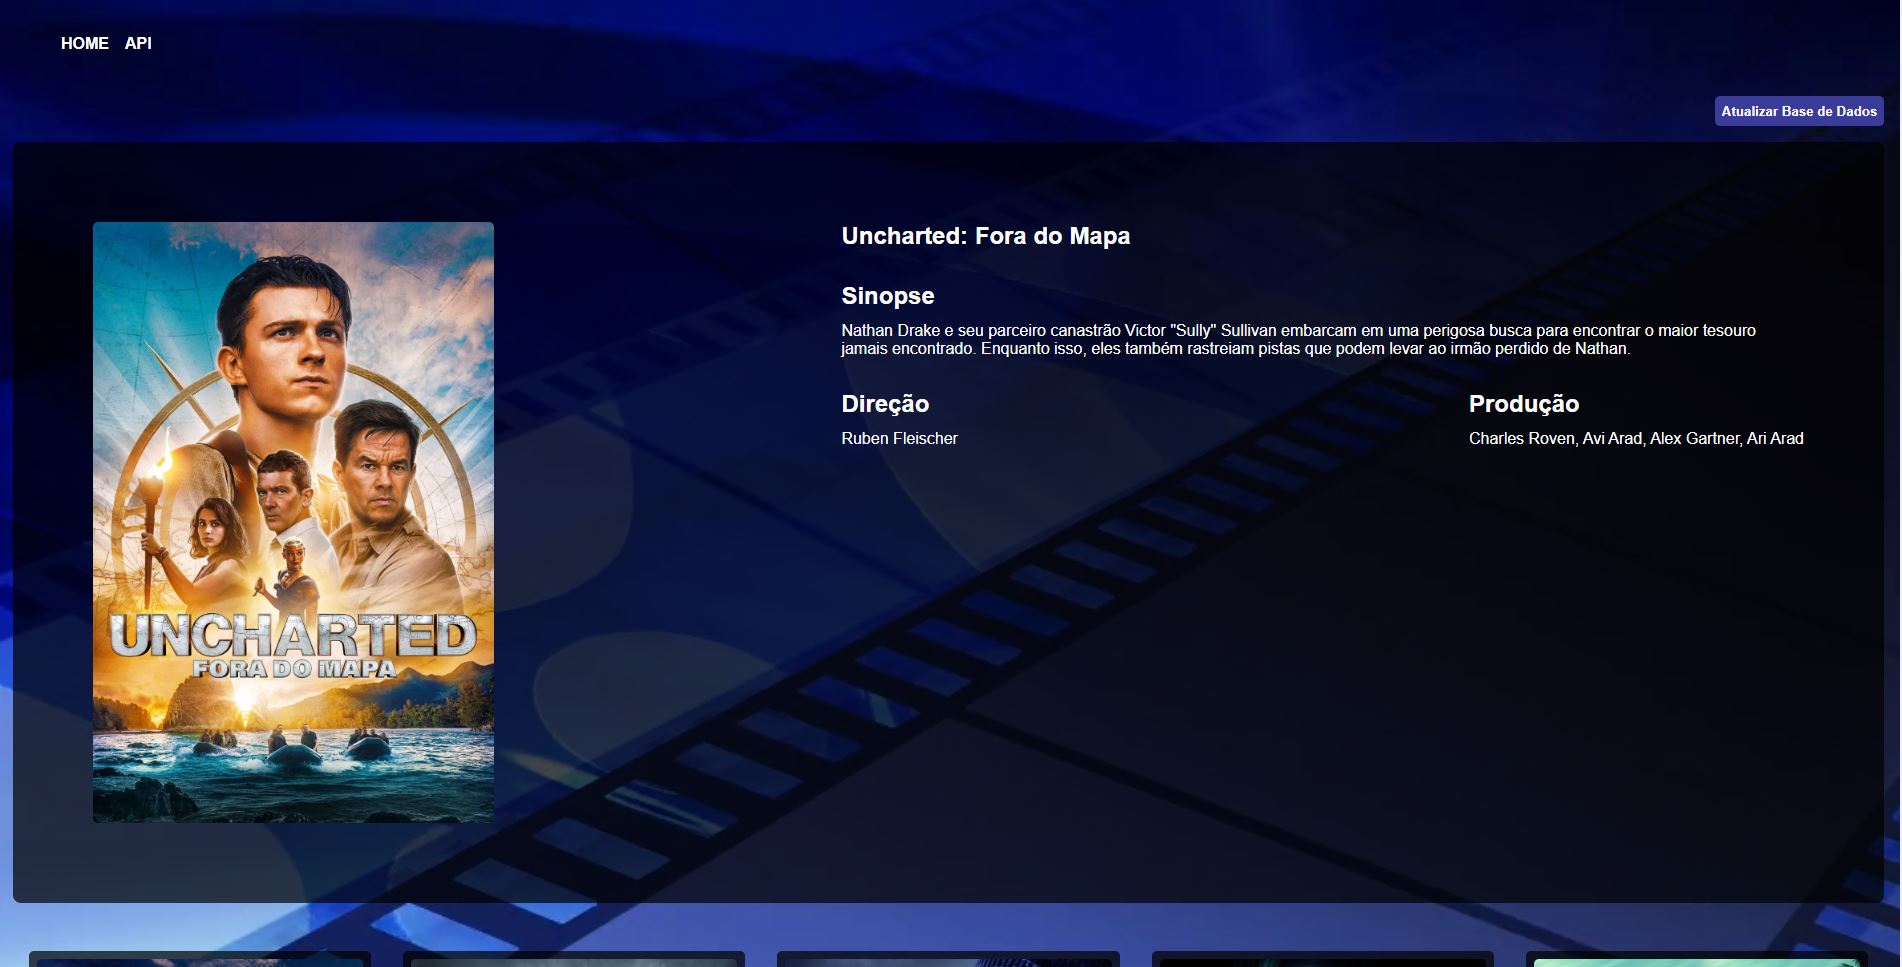 HOME API
Atualizar Base de Dados
Uncharted: Fora do Mapa
Sinopse
Nathan Drake e seu parceiro canastrão Victor "Sully" Sullivan embarcam em uma perigosa busca para encontrar o maior tesouro
jamais encontrado. Enquanto isso, eles também rastreiam pistas que podem levar ao irmão perdido de Nathan.
Direção
Ruben Fleischer
Produção
Charles Roven, Avi Arad, Alex Gartner, Ari Arad
UNCHARTED
FORA DO MAPA